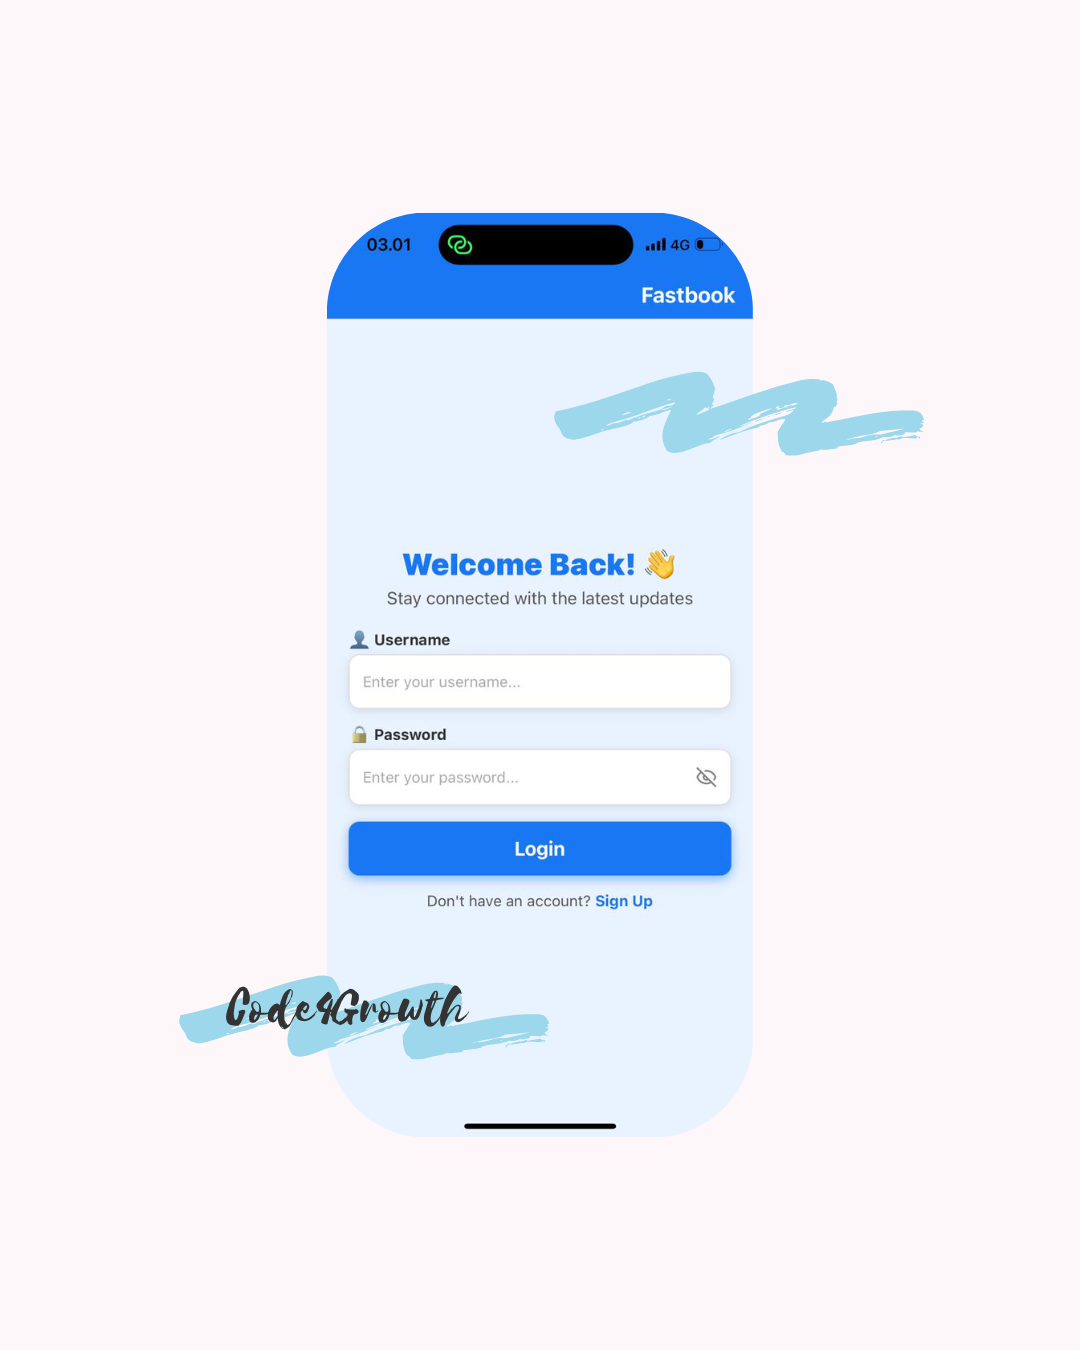 03.01 4G
Fastbook
Welcome Back! 👋
Stay connected with the latest updates
👤 Username
Enter your username...
🔒 Password
Enter your password...
Login
Don't have an account? Sign Up
Code4Growth